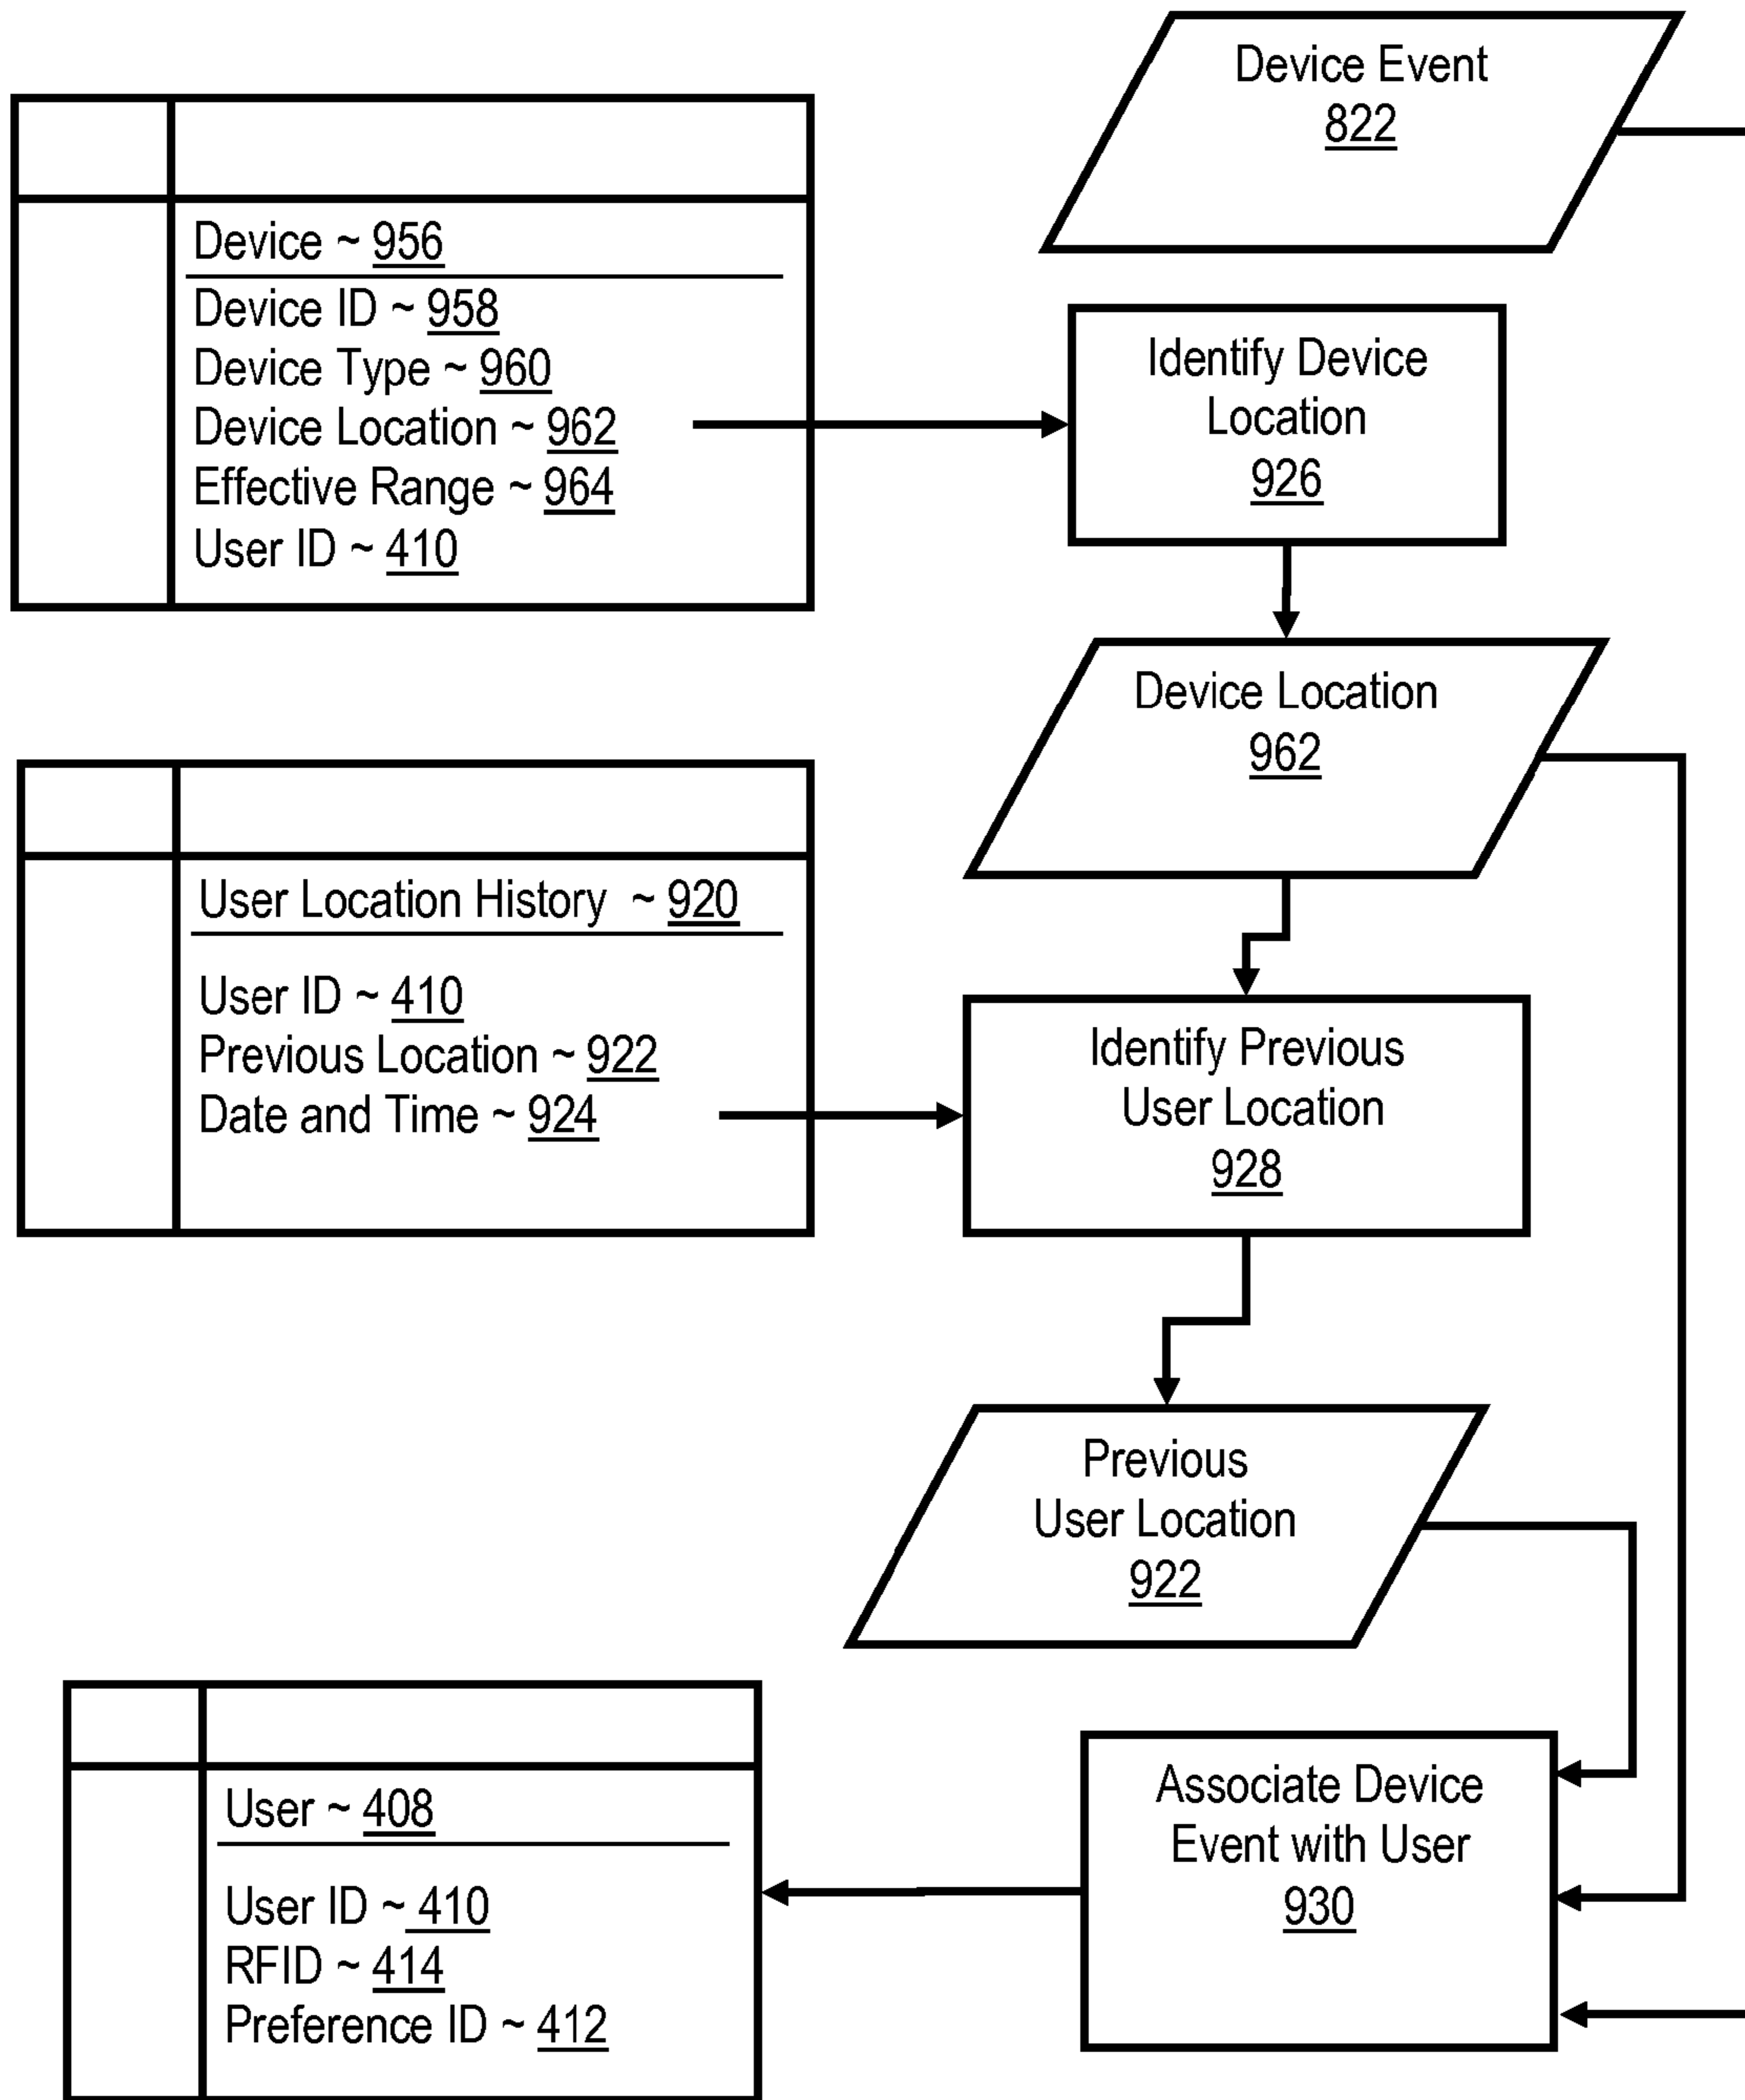 Device Event
822
Device ~ 956
Device ID ~ 958
Device Type ~ 960
Device Location ~ 962
Effective Range ~ 964
User ID ~ 410
Identify Device
Location
926
Device Location
962
User Location History ~ 920
User ID ~ 410
Previous Location ~ 922
Date and Time ~ 924
Identify Previous
User Location
928
Previous
User Location
922
User ~ 408
User ID ~ 410
RFID ~ 414
Preference ID ~ 412
Associate Device
Event with User
930